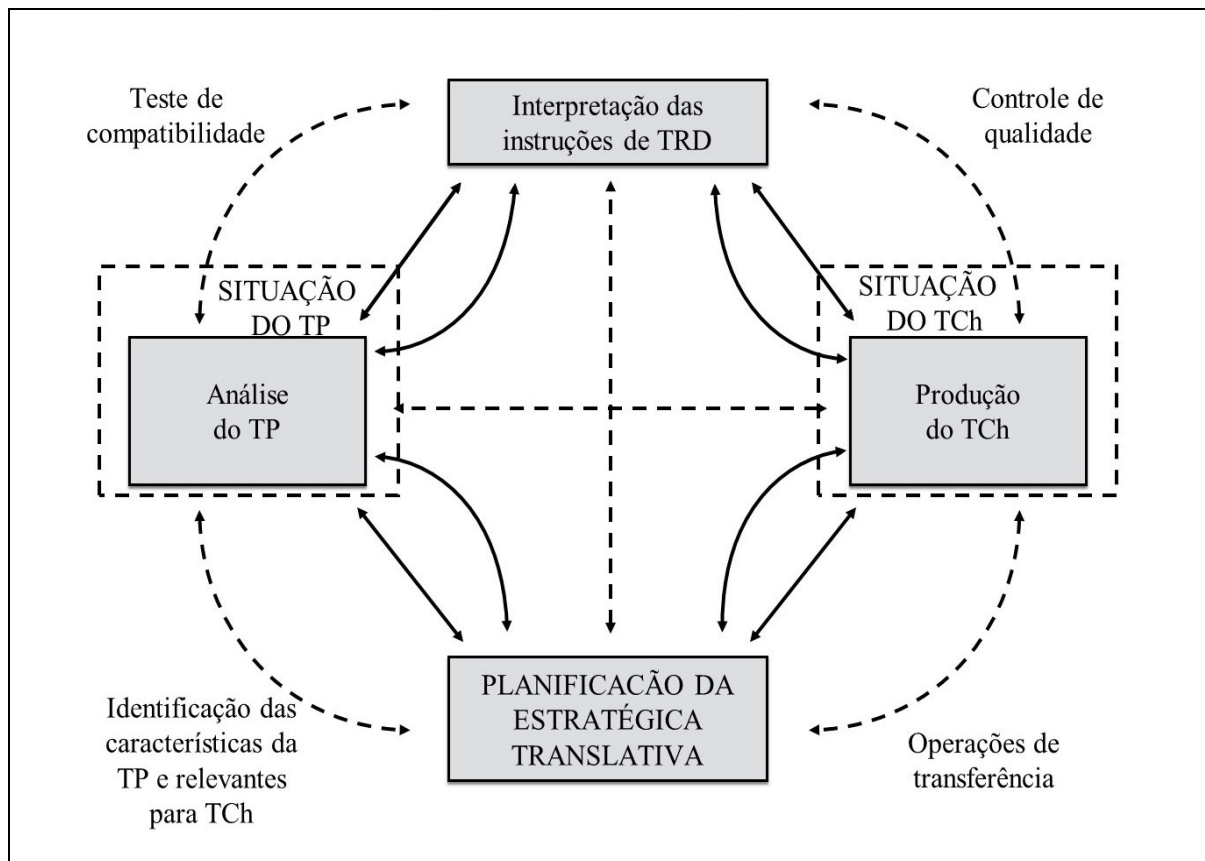 Teste de
compatibilidade
Interpretação das
instruções de TRD
Controle de
qualidade
SITUAÇÃO
DO TP
SITUAÇÃO
DO TCh
Análise
do TP
Produção
do TCh
Identificação das
características da
TP e relevantes
para TCh
PLANIFICACÃO DA
ESTRATÉGICA
TRANSLATIVA
Operações de
transferência